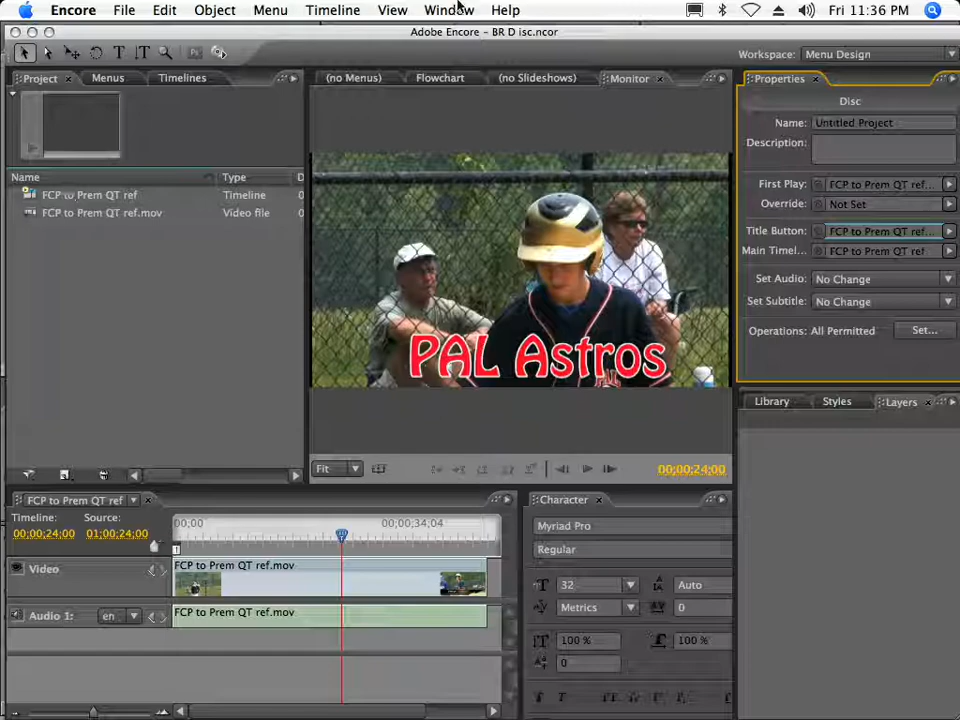 Encore File Edit Object Menu Timeline View Window Help Fri 11:36 PM
Adobe Encore - BR D isc.ncor
T T Ps Workspace: Menu Design
Project × Menus Timelines (no Menus) Flowchart (no Slideshows) Monitor × Properties ×
Disc
Name: Untitled Project
Description:
Name Type D
FCP to Prem QT ref Timeline 0
FCP to Prem QT ref.mov Video file 0
First Play: FCP to Prem QT ref...
Override: Not Set
Title Button: FCP to Prem QT ref...
Main Timel... FCP to Prem QT ref
Set Audio: No Change
Set Subtitle: No Change
Operations: All Permitted Set...
PAL Astros
Library Styles Layers ×
Fit 00;00;24;00
FCP to Prem QT ref × Character ×
Timeline: Source: 00;00 00;00;34,04
00;00;24;00 01;00;24;00
Myriad Pro
Regular
Video FCP to Prem QT ref.mov
32 Auto
Metrics 0
Audio 1: en FCP to Prem QT ref.mov
100 % 100 %
0